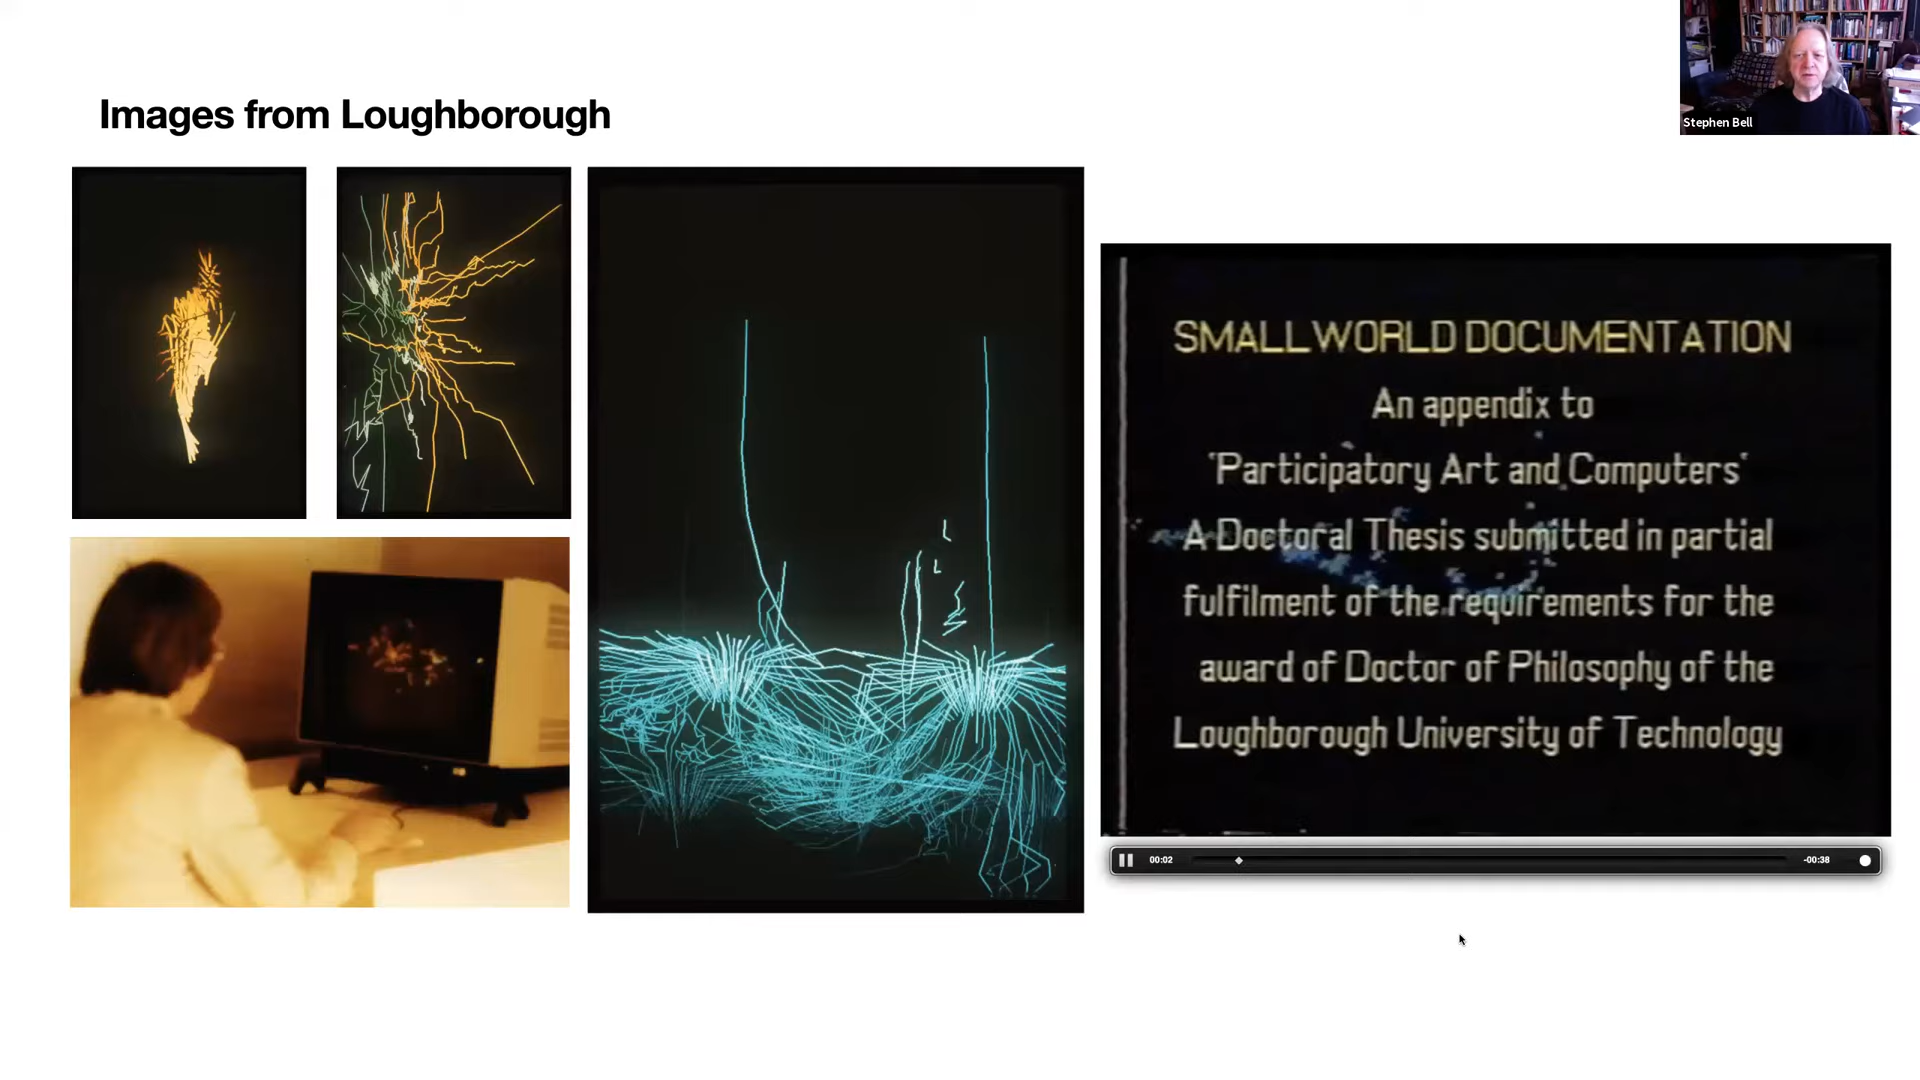 Images from Loughborough
Stephen Bell
SMALLWORLD DOCUMENTATION
An appendix to
'Participatory Art and Computers'
A Doctoral Thesis submitted in partial
fulfilment of the requirements for the
award of Doctor of Philosophy of the
Loughborough University of Technology
00:02
-00:38